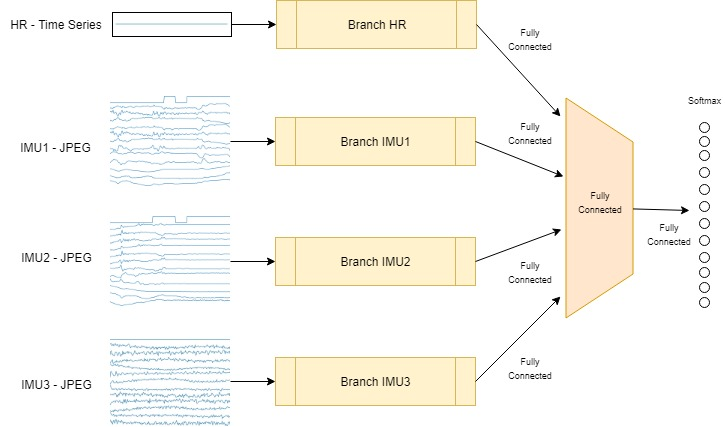 HR - Time Series
Branch HR
Fully
Connected
Softmax
IMU1 - JPEG
Branch IMU1
Fully
Connected
IMU2 - JPEG
Branch IMU2
Fully
Connected
Fully
Connected
Fully
Connected
IMU3 - JPEG
Branch IMU3
Fully
Connected